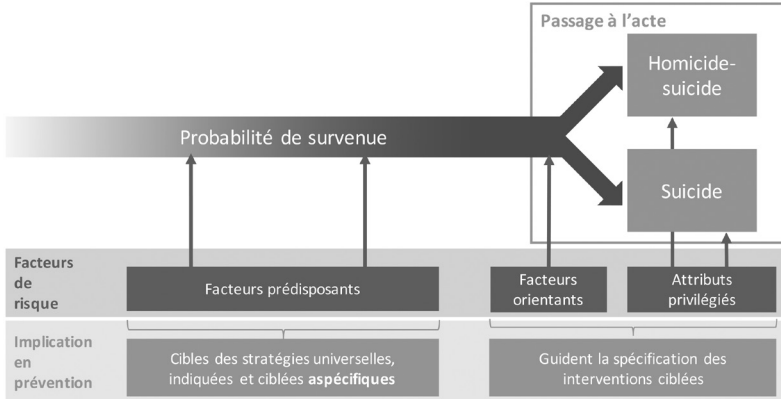 Passage à l'acte
Homicide-
suicide
Probabilité de survenue
Suicide
Facteurs
de
risque
Facteurs prédisposants
Facteurs
orientants
Attributs
privilégiés
Implication
en
prévention
Cibles des stratégies universelles,
indiquées et ciblées aspécifiques
Guident la spécification des
interventions ciblées